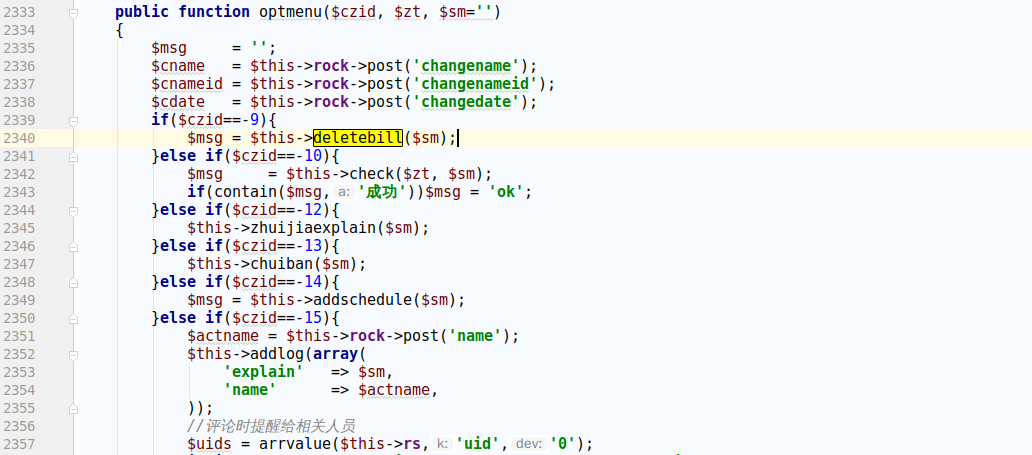 2333 public function optmenu($czid, $zt, $sm='')
2334 {
2335 $msg = '';
2336 $cname = $this->rock->post('changename');
2337 $cnameid = $this->rock->post('changenameid');
2338 $cdate = $this->rock->post('changedate');
2339 if($czid==-9){
2340 $msg = $this->deletebill($sm);
2341 }else if($czid==-10){
2342 $msg = $this->check($zt, $sm);
2343 if(contain($msg, a: '成功'))$msg = 'ok';
2344 }else if($czid==-12){
2345 $this->zhuijiaexplain($sm);
2346 }else if($czid==-13){
2347 $this->chuiban($sm);
2348 }else if($czid==-14){
2349 $msg = $this->addschedule($sm);
2350 }else if($czid==-15){
2351 $actname = $this->rock->post('name');
2352 $this->addlog(array(
2353 'explain' => $sm,
2354 'name' => $actname,
2355 ));
2356 //评论时提醒给相关人员
2357 $uids = arrvalue($this->rs, k: 'uid', dev: '0');